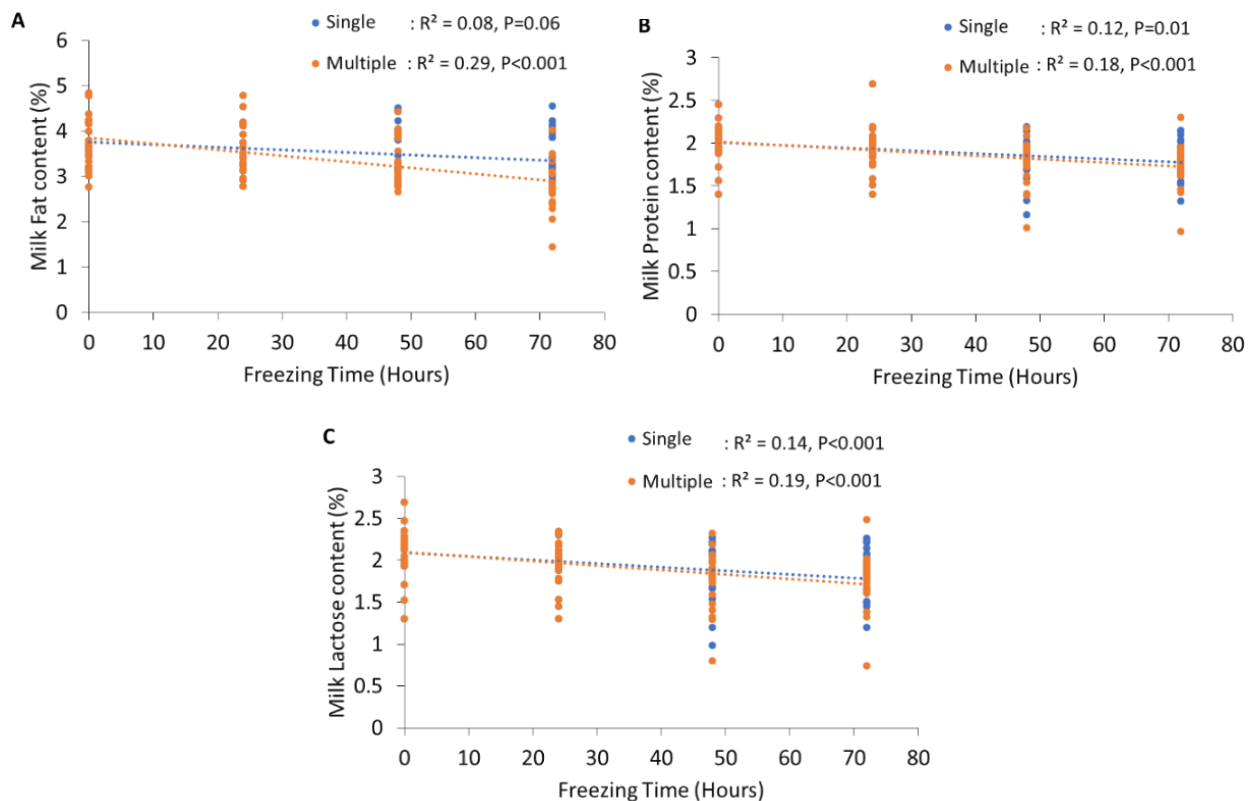 A
Single : R² = 0.08, P=0.06
Multiple : R² = 0.29, P<0.001
6
5
4
3
2
1
0
Milk Fat content (%)
0 10 20 30 40 50 60 70 80
Freezing Time (Hours)
B
Single : R² = 0.12, P=0.01
Multiple : R² = 0.18, P<0.001
3
2.5
2
1.5
1
0.5
0
Milk Protein content (%)
0 10 20 30 40 50 60 70 80
Freezing Time (Hours)
C
Single : R² = 0.14, P<0.001
Multiple : R² = 0.19, P<0.001
3
2.5
2
1.5
1
0.5
0
Milk Lactose content (%)
0 10 20 30 40 50 60 70 80
Freezing Time (Hours)